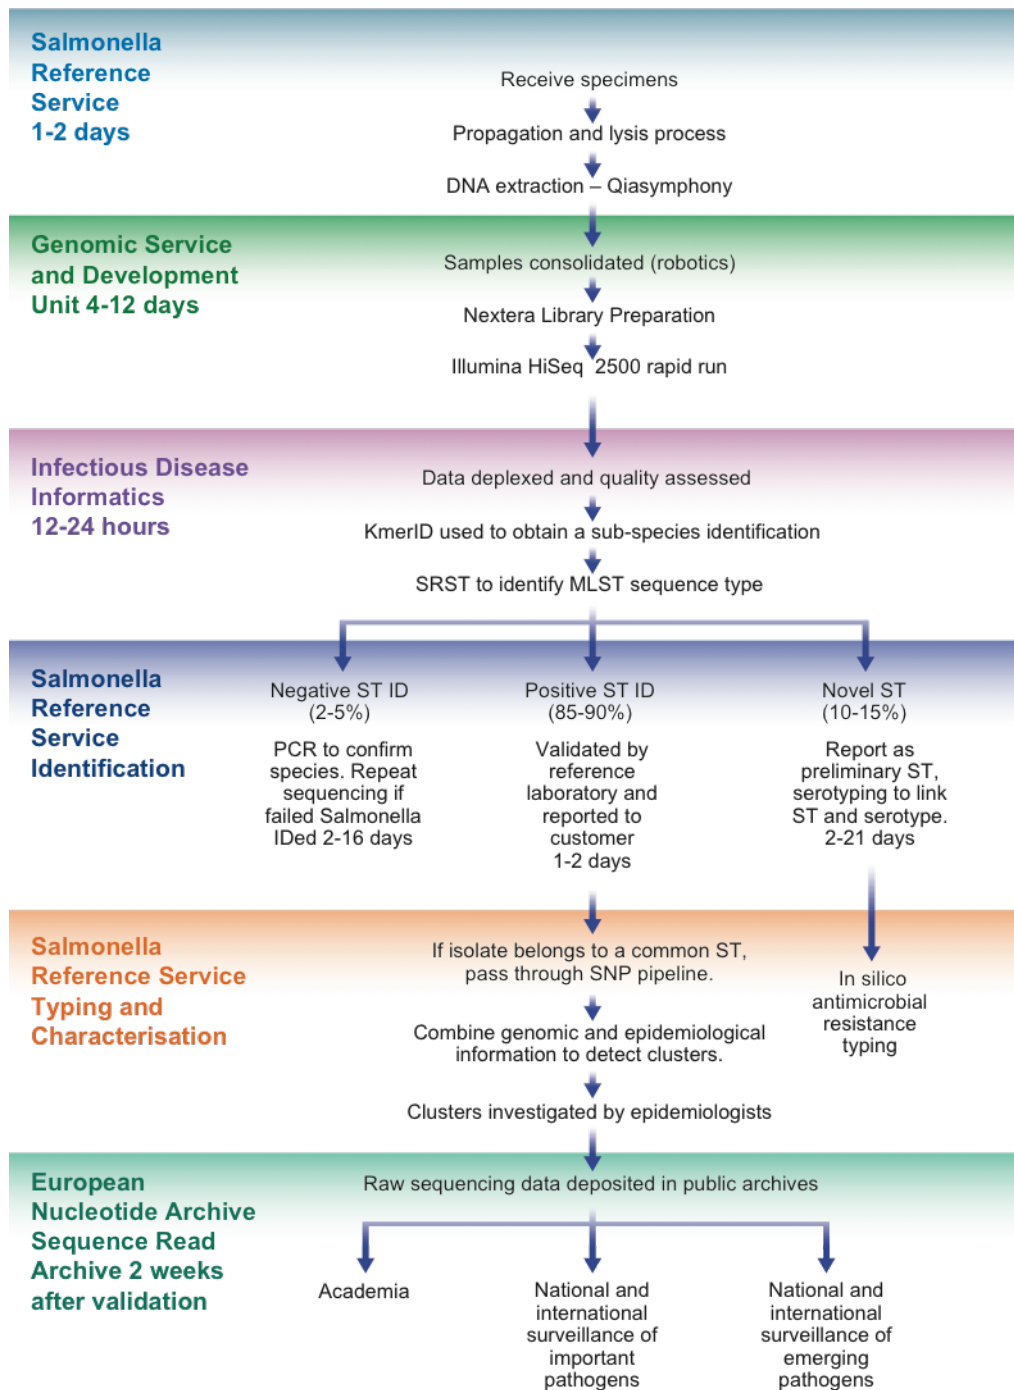 Salmonella
Reference
Service
1-2 days
Receive specimens
Propagation and lysis process
DNA extraction – Qiasymphony
Genomic Service
and Development
Unit 4-12 days
Samples consolidated (robotics)
Nextera Library Preparation
Illumina HiSeq 2500 rapid run
Infectious Disease
Informatics
12-24 hours
Data deplexed and quality assessed
KmerID used to obtain a sub-species identification
SRST to identify MLST sequence type
Salmonella
Reference
Service
Identification
Negative ST ID
(2-5%)
PCR to confirm
species. Repeat
sequencing if
failed Salmonella
IDed 2-16 days
Positive ST ID
(85-90%)
Validated by
reference
laboratory and
reported to
customer
1-2 days
Novel ST
(10-15%)
Report as
preliminary ST,
serotyping to link
ST and serotype.
2-21 days
Salmonella
Reference Service
Typing and
Characterisation
If isolate belongs to a common ST,
pass through SNP pipeline.
Combine genomic and epidemiological
information to detect clusters.
Clusters investigated by epidemiologists
In silico
antimicrobial
resistance
typing
European
Nucleotide Archive
Sequence Read
Archive 2 weeks
after validation
Raw sequencing data deposited in public archives
Academia
National and
international
surveillance of
important
pathogens
National and
international
surveillance of
emerging
pathogens